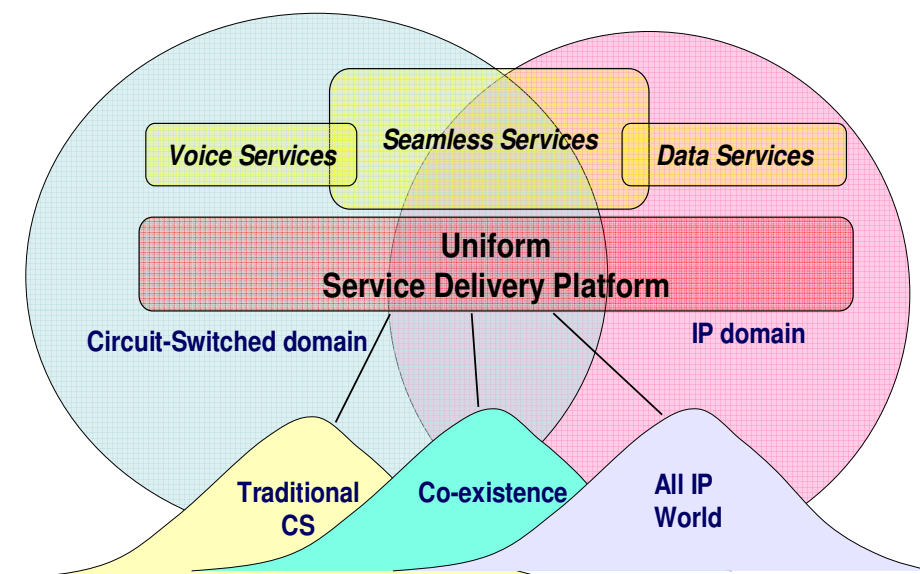 Voice Services
Seamless Services
Data Services
Uniform
Service Delivery Platform
Circuit-Switched domain
IP domain
Traditional
CS
Co-existence
All IP
World